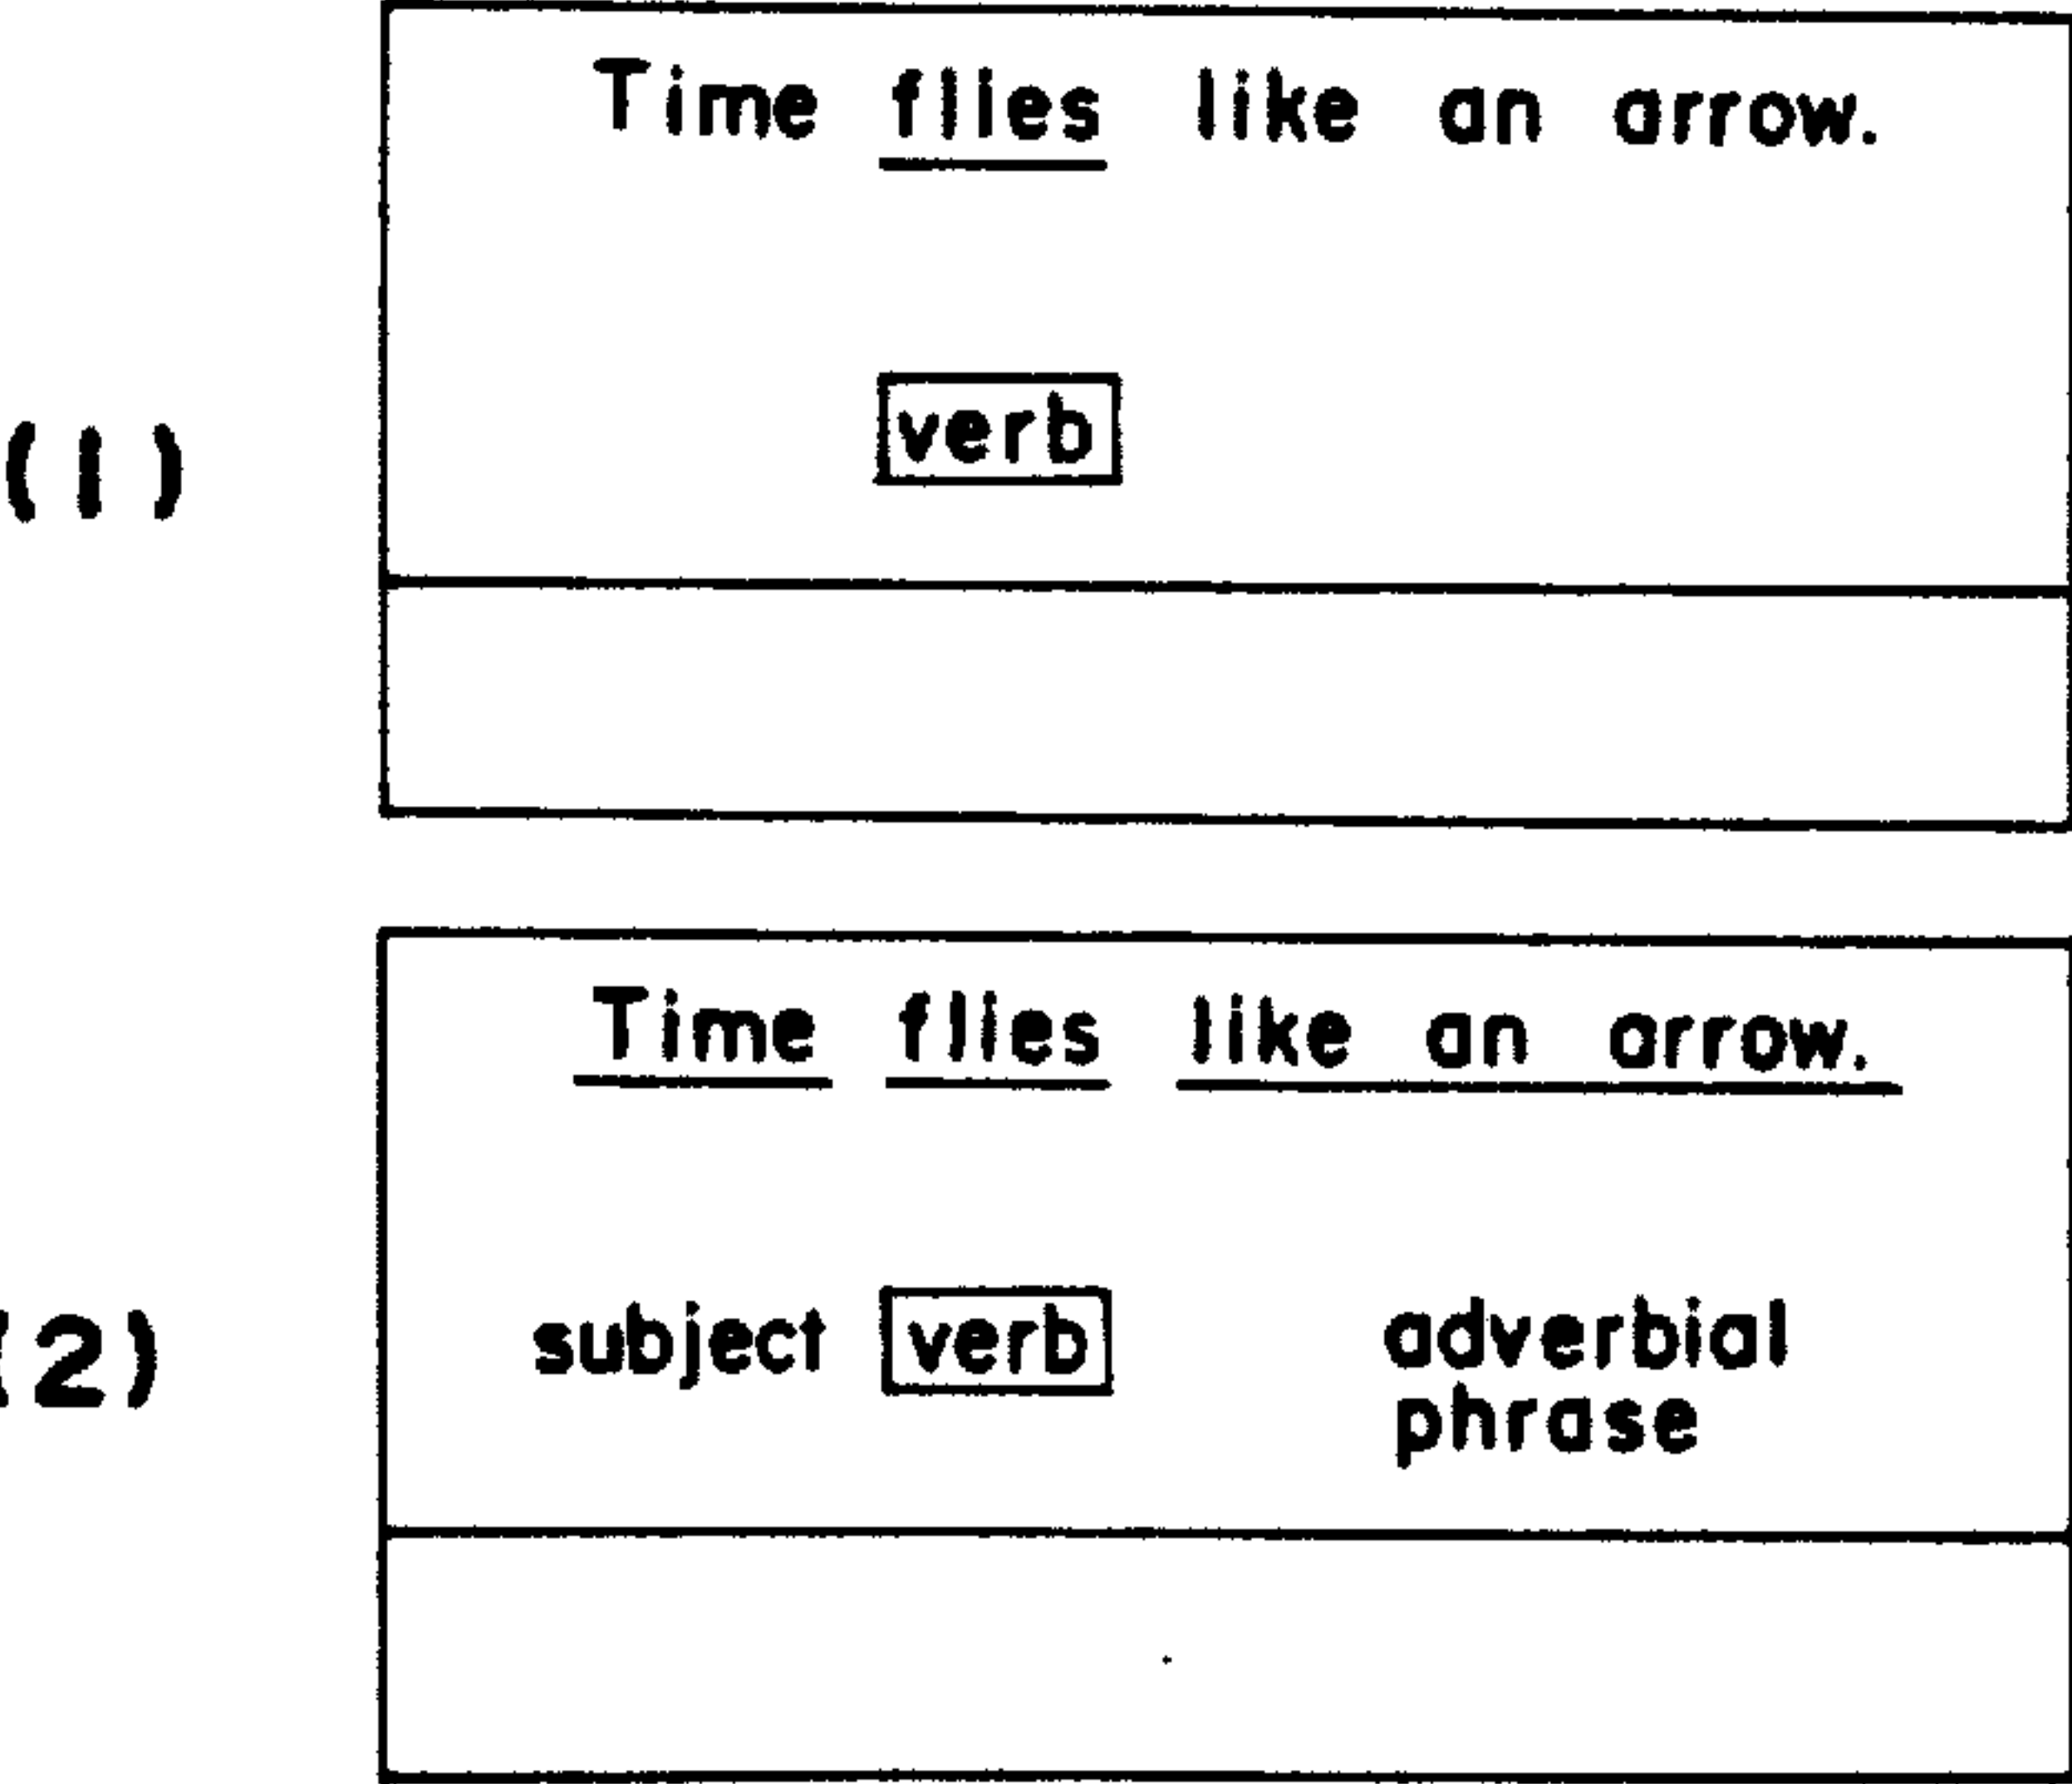 Time flies like an arrow.
(1)
verb
Time flies like an arrow.
(2)
subject verb adverbial
phrase